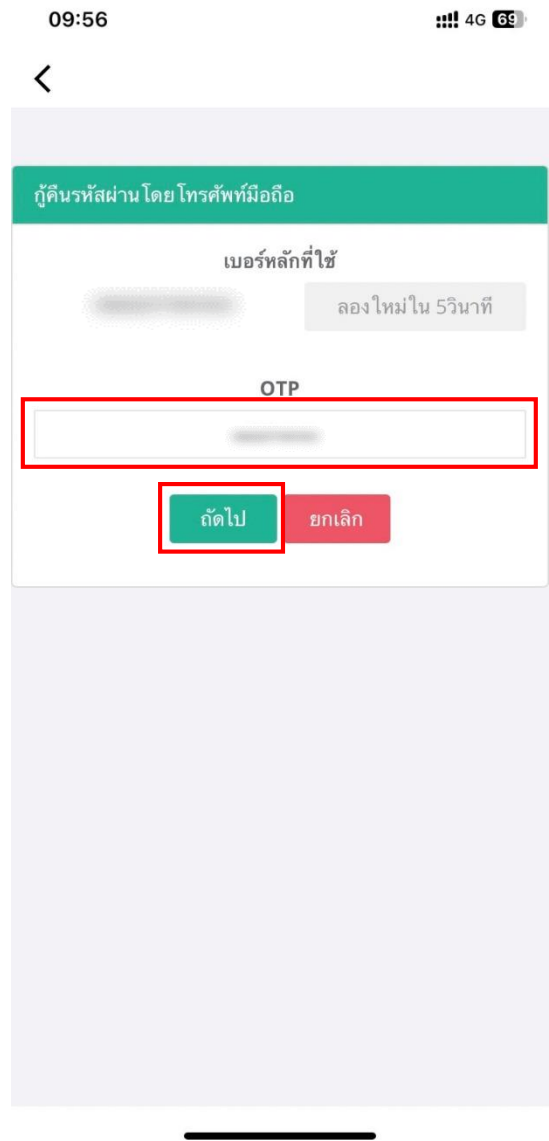 09:56 4G 69
กู้คืนรหัสผ่านโดยโทรศัพท์มือถือ
เบอร์หลักที่ใช้
ลองใหม่ใน 5วินาที
OTP
ถัดไป ยกเลิก